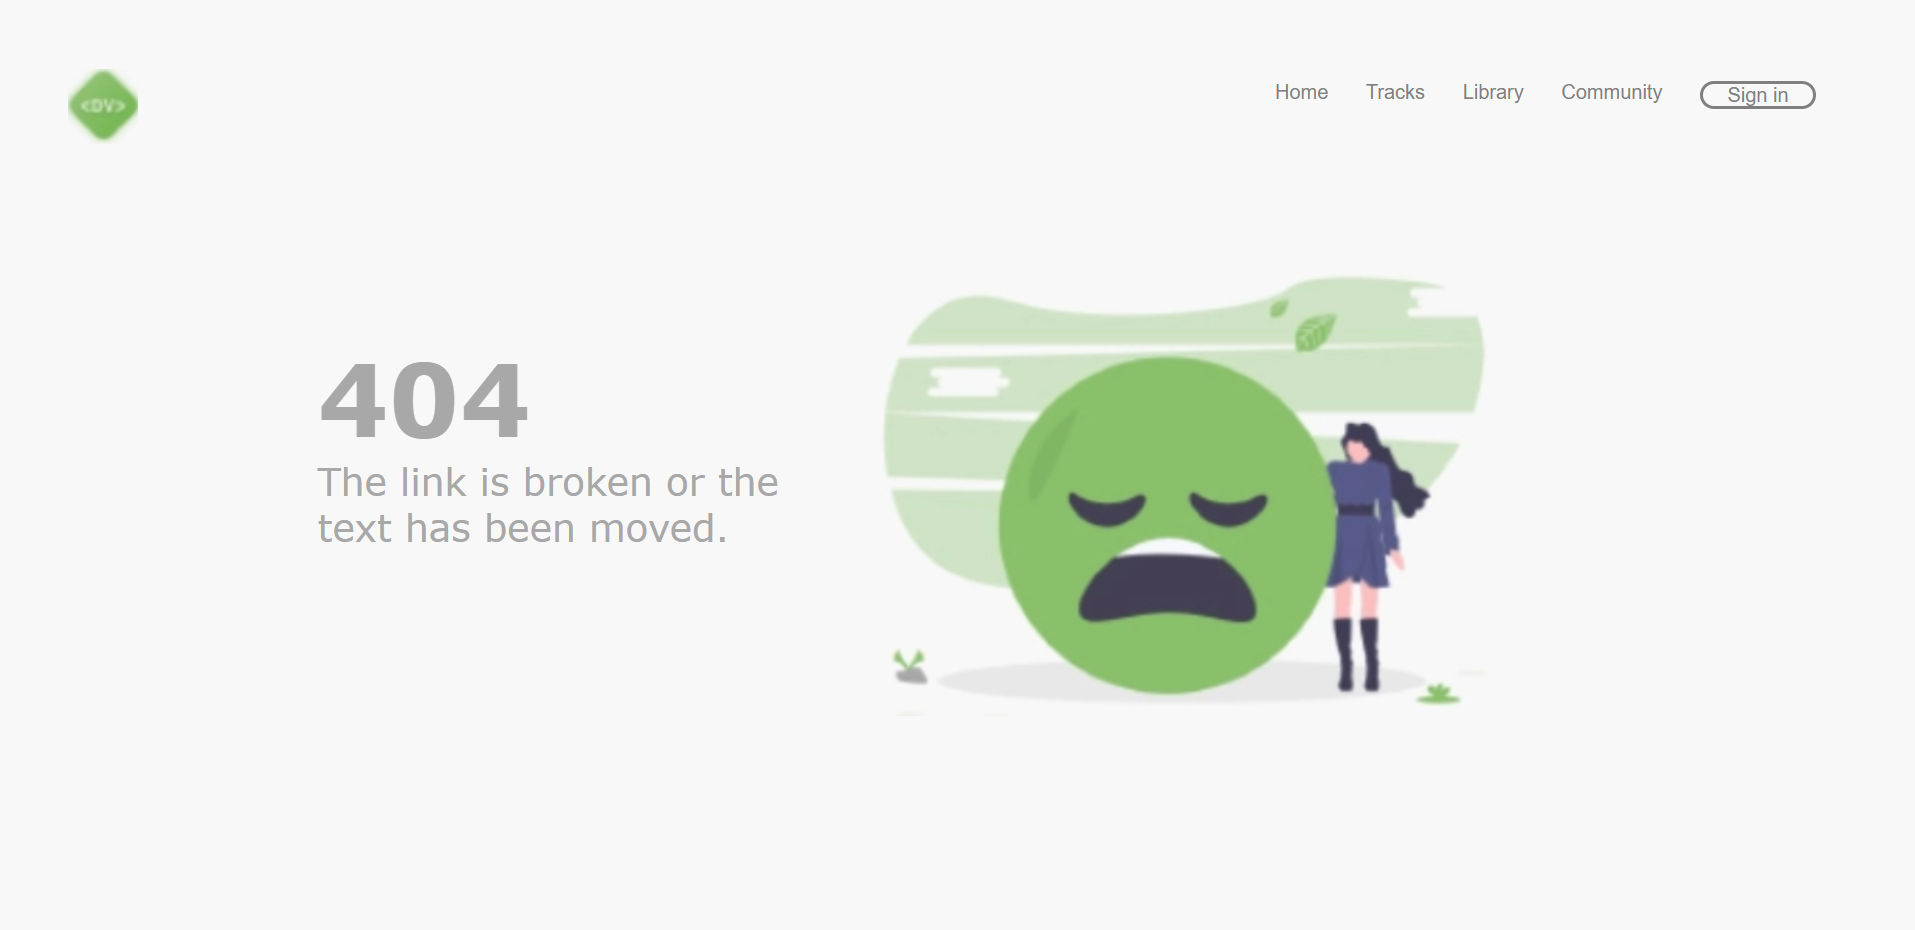 <DV>
Home Tracks Library Community Sign in
404
The link is broken or the
text has been moved.